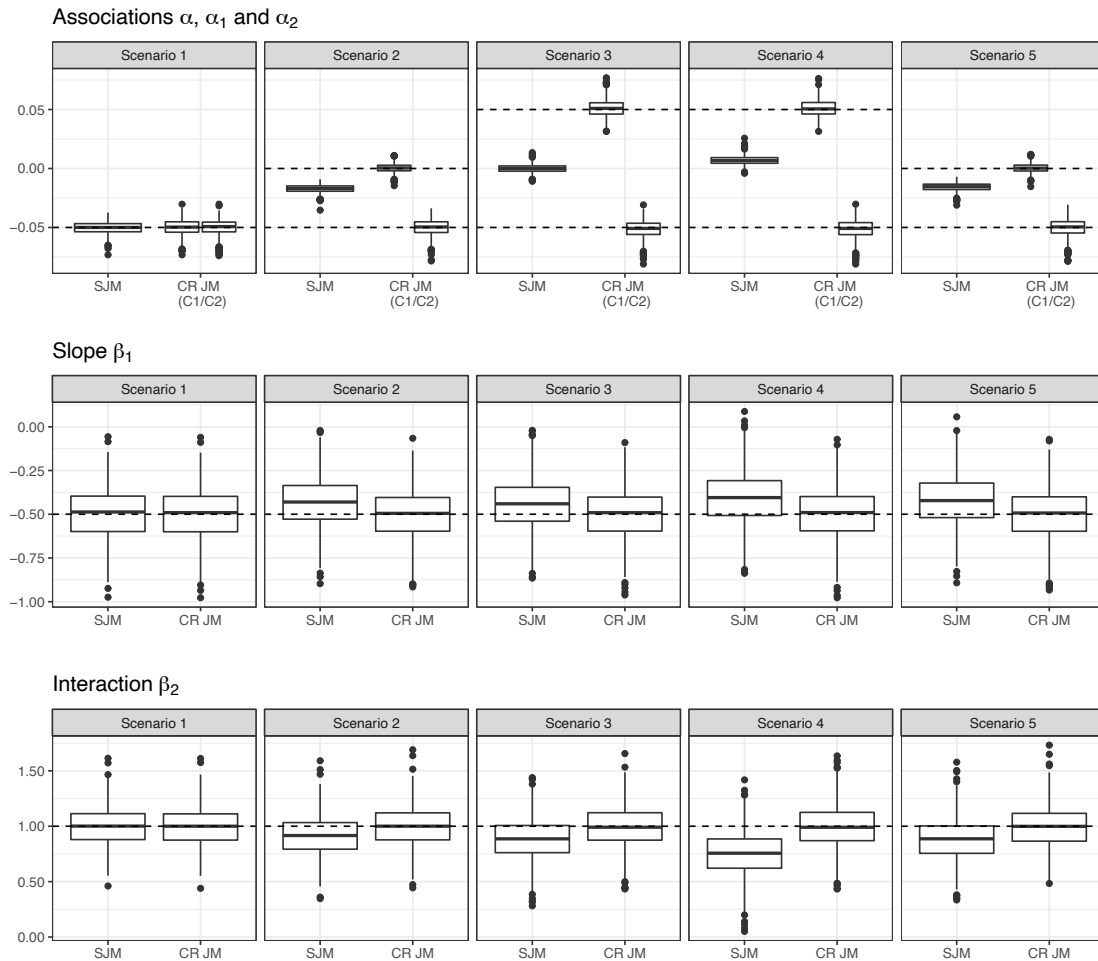 Associations α, α₁ and α₂
Scenario 1 Scenario 2 Scenario 3 Scenario 4 Scenario 5
0.05
0.00
−0.05
SJM CR JM SJM CR JM SJM CR JM SJM CR JM SJM CR JM
(C1/C2) (C1/C2) (C1/C2) (C1/C2) (C1/C2)
Slope β₁
Scenario 1 Scenario 2 Scenario 3 Scenario 4 Scenario 5
0.00
−0.25
−0.50
−0.75
−1.00
SJM CR JM SJM CR JM SJM CR JM SJM CR JM SJM CR JM
Interaction β₂
Scenario 1 Scenario 2 Scenario 3 Scenario 4 Scenario 5
1.50
1.00
0.50
0.00
SJM CR JM SJM CR JM SJM CR JM SJM CR JM SJM CR JM